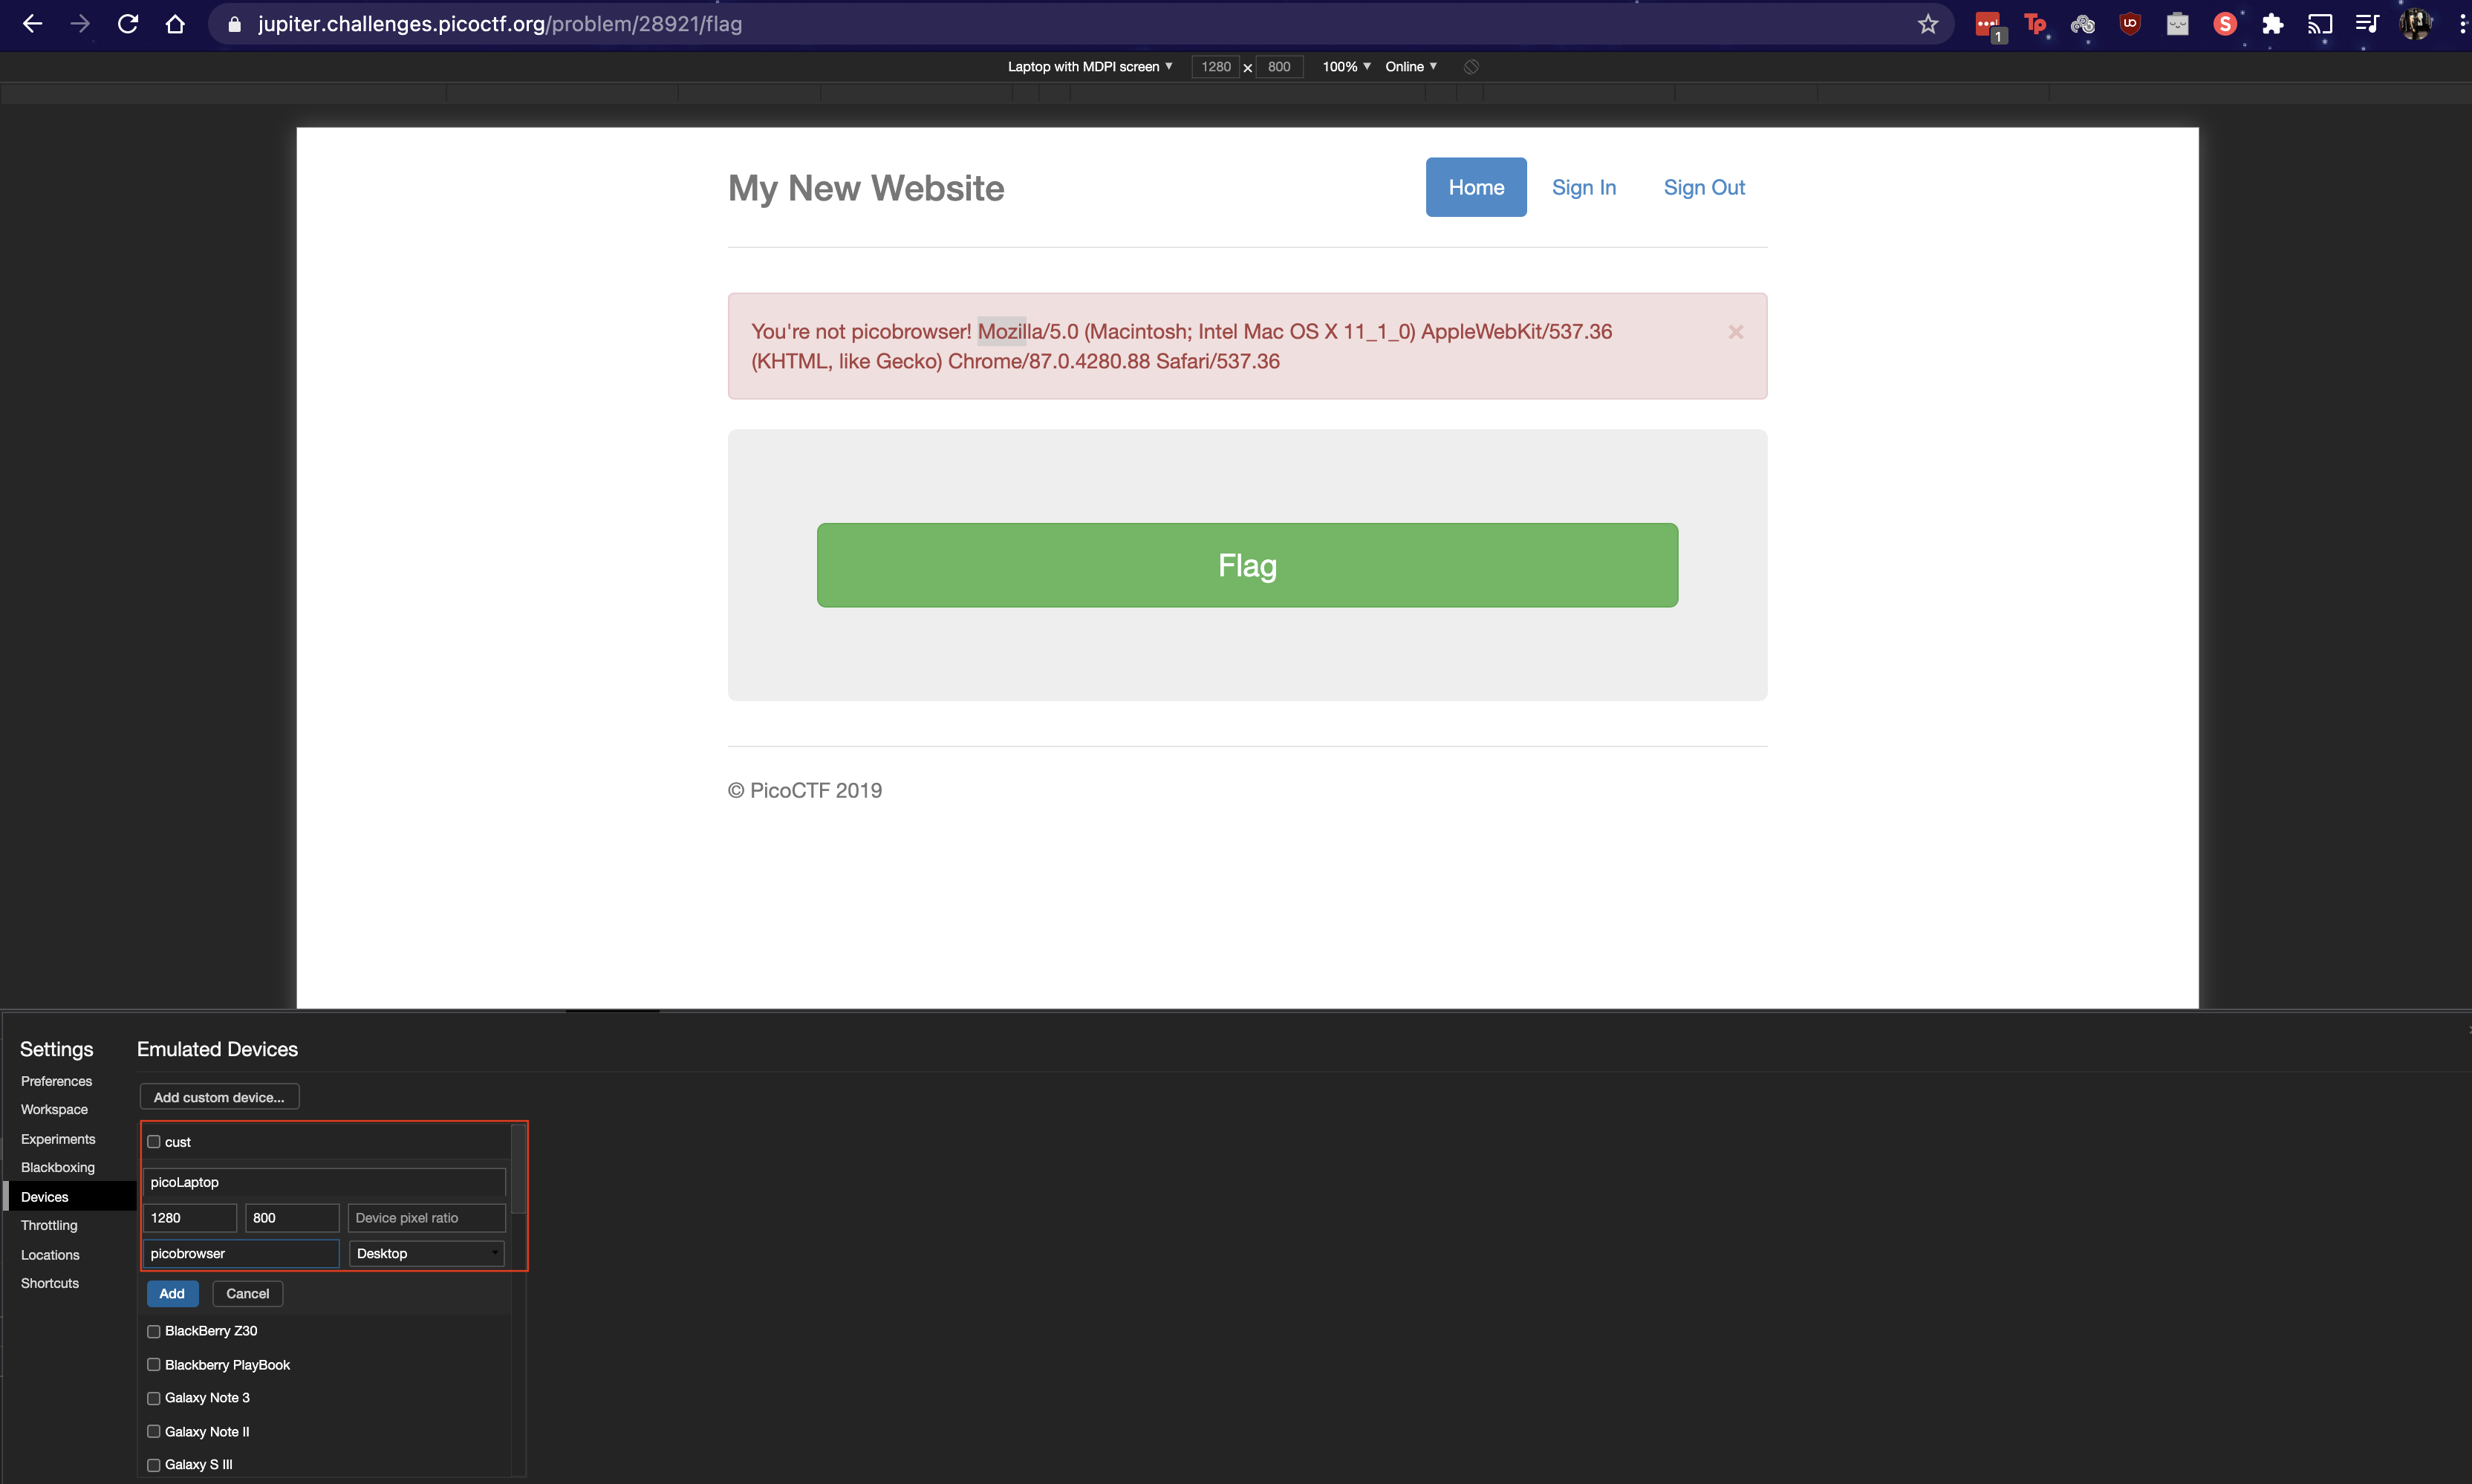 jupiter.challenges.picoctf.org/problem/28921/flag
1
Tp
S
Laptop with MDPI screen ▼ 1280 x 800 100% ▼ Online ▼
My New Website
Home Sign In Sign Out
You're not picobrowser! Mozilla/5.0 (Macintosh; Intel Mac OS X 11_1_0) AppleWebKit/537.36 ×
(KHTML, like Gecko) Chrome/87.0.4280.88 Safari/537.36
Flag
© PicoCTF 2019
Settings
Preferences
Workspace
Experiments
Blackboxing
Devices
Throttling
Locations
Shortcuts
Emulated Devices
Add custom device...
cust
picoLaptop
1280 800 Device pixel ratio
picobrowser Desktop
Add Cancel
BlackBerry Z30
Blackberry PlayBook
Galaxy Note 3
Galaxy Note II
Galaxy S III